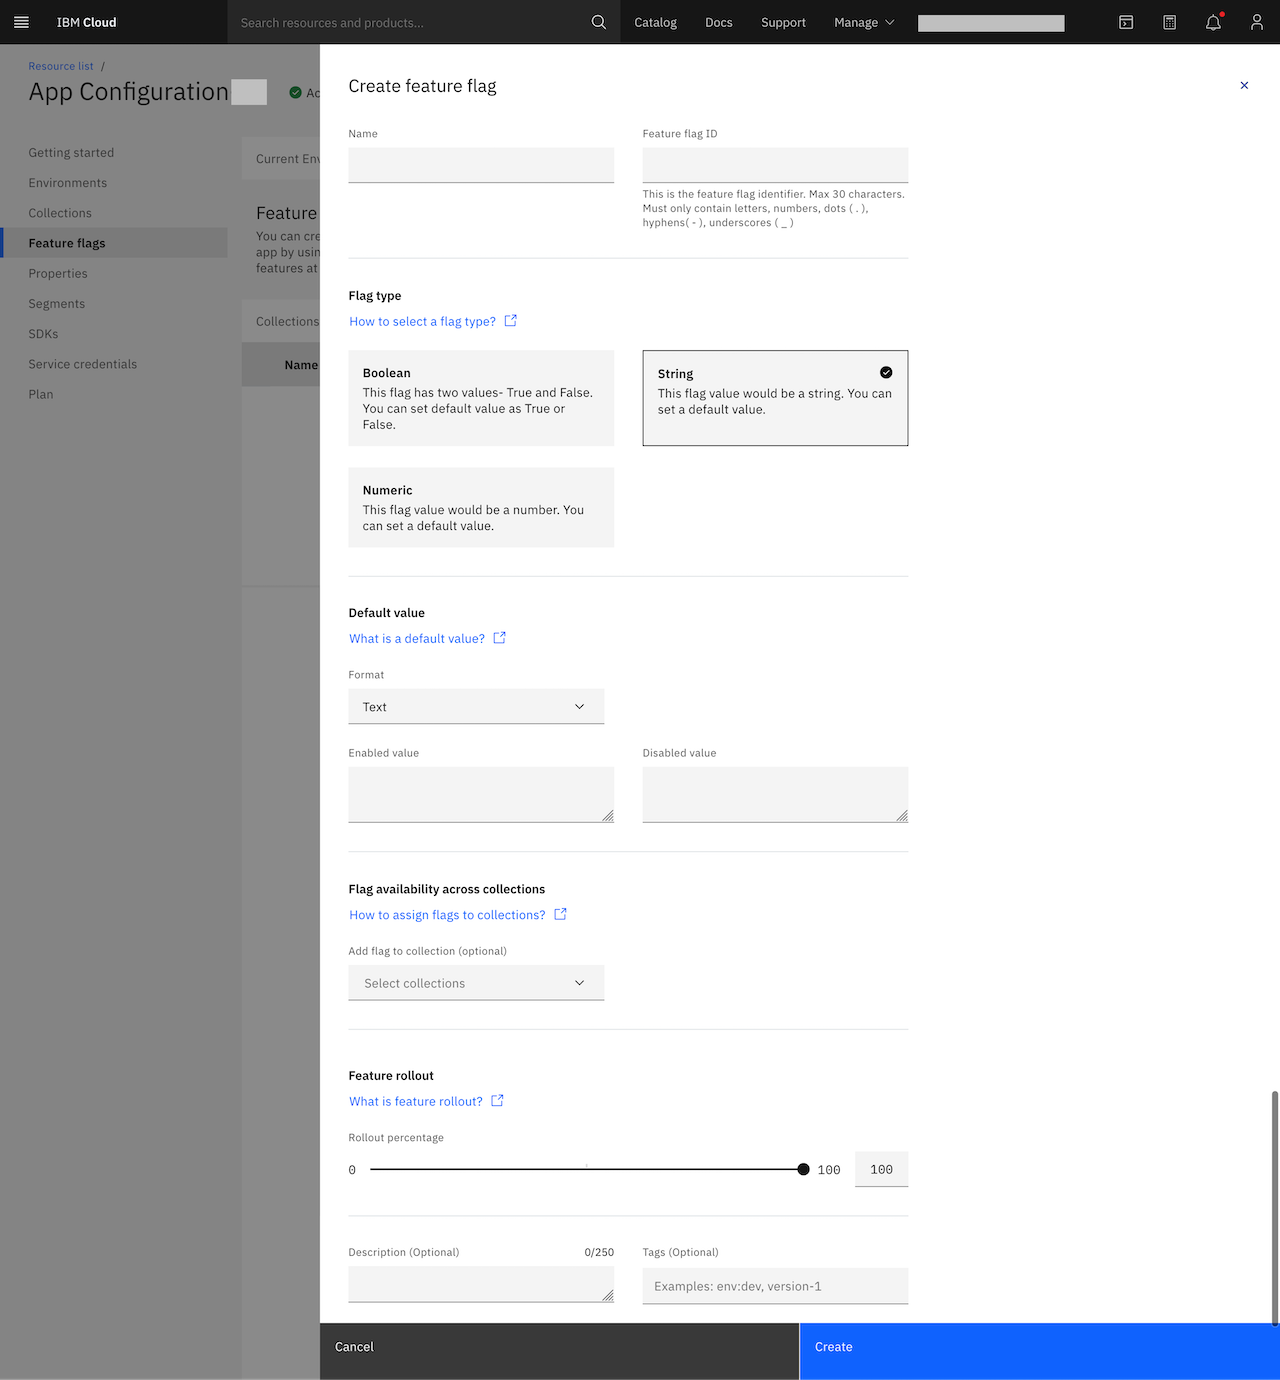 IBM Cloud
Search resources and products...
Catalog
Docs
Support
Manage
Resource list /
App Configuration
Getting started
Environments
Collections
Feature flags
Properties
Segments
SDKs
Service credentials
Plan
Current
Feature
You can
app by
features at
Collections
Name
Create feature flag
Name
Feature flag ID
This is the feature flag identifier. Max 30 characters.
Must only contain letters, numbers, dots ( . ),
hyphens( - ), underscores ( _ )
Flag type
How to select a flag type?
Boolean
This flag has two values- True and False.
You can set default value as True or
False.
String
This flag value would be a string. You can
set a default value.
Numeric
This flag value would be a number. You
can set a default value.
Default value
What is a default value?
Format
Text
Enabled value
Disabled value
Flag availability across collections
How to assign flags to collections?
Add flag to collection (optional)
Select collections
Feature rollout
What is feature rollout?
Rollout percentage
0
100
100
Description (Optional)
0/250
Tags (Optional)
Examples: env:dev, version-1
Cancel
Create